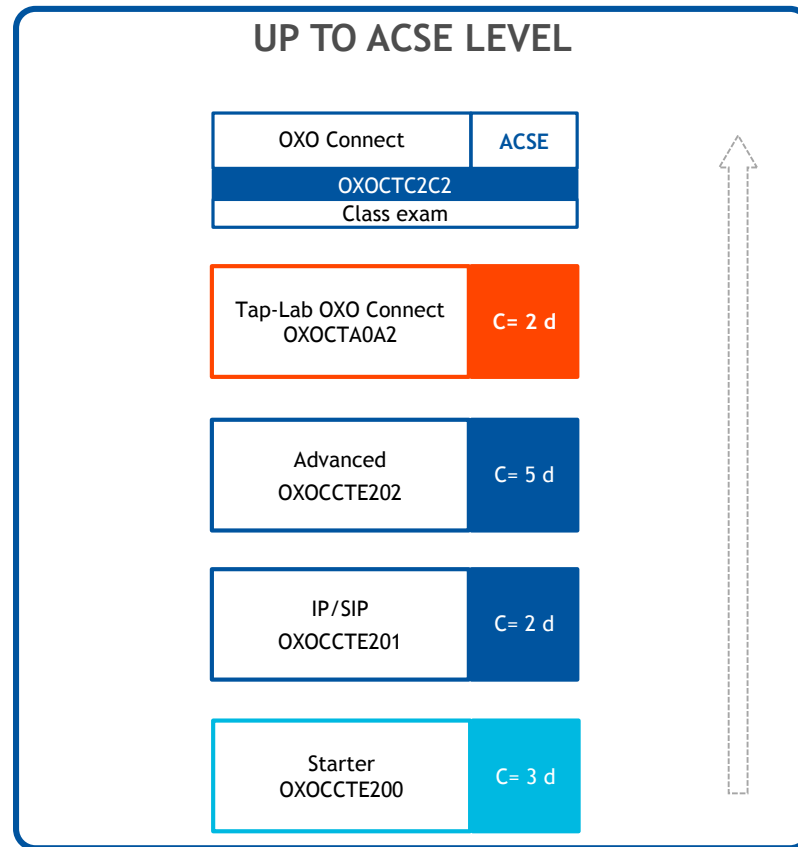 UP TO ACSE LEVEL
OXO Connect
ACSE
OXOCTC2C2
Class exam
Tap-Lab OXO Connect
OXOCTA0A2
C= 2 d
Advanced
OXOCCTE202
C= 5 d
IP/SIP
OXOCCTE201
C= 2 d
Starter
OXOCCTE200
C= 3 d